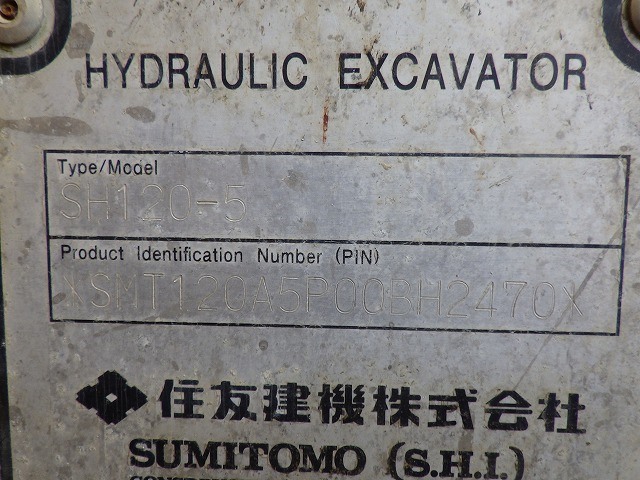 HYDRAULIC EXCAVATOR
Type/Model
SH120-5
Product Identification Number (PIN)
XSMT120A5P00BH2470X
住友建機株式会社
SUMITOMO (S.H.I.)